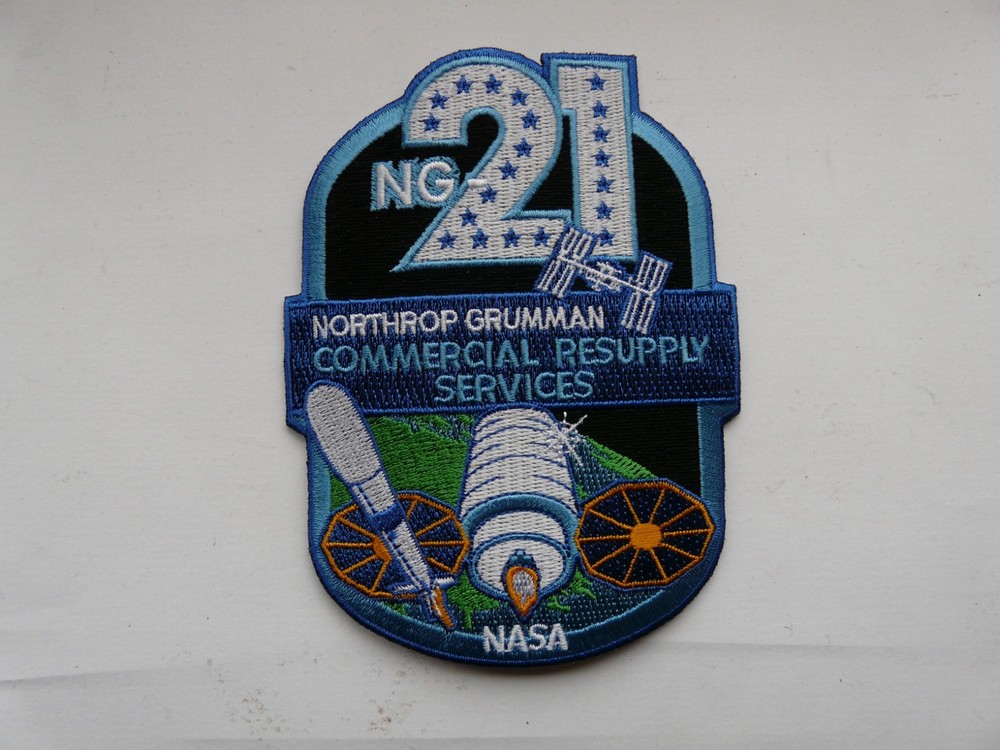 NG-21
NORTHROP GRUMMAN
COMMERCIAL RESUPPLY
SERVICES
NASA